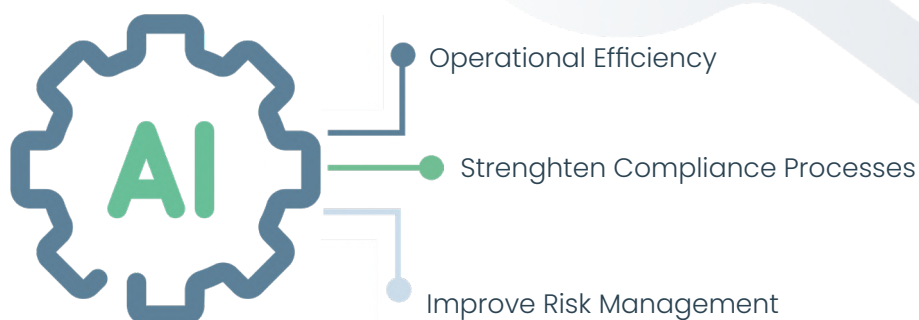 Operational Efficiency
AI
Strenghten Compliance Processes
Improve Risk Management